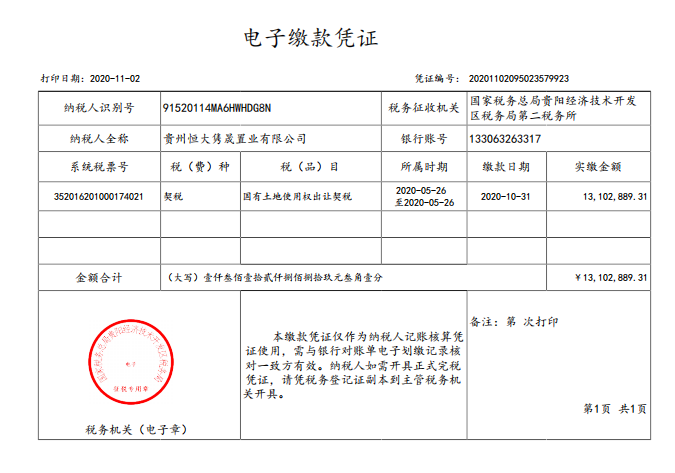 电子缴款凭证
打印日期：2020-11-02 凭证编号：20201102095023579923
纳税人识别号 91520114MA6HWHDG8N 税务征收机关 国家税务总局贵阳经济技术开发
区税务局第二税务所
纳税人全称 贵州恒大隽晟置业有限公司 银行账号 133063263317
系统税票号 税（费）种 税（品）目 所属时期 缴款日期 实缴金额
352016201000174021 契税 国有土地使用权出让契税 2020-05-26
至2020-05-26 2020-10-31 13,102,889.31
金额合计 （大写）壹仟叁佰壹拾贰仟捌佰捌拾玖元叁角壹分 ￥13,102,889.31
电子
征税专用章
税务机关（电子章）
本缴款凭证仅作为纳税人记账核算凭
证使用，需与银行对账单电子划缴记录核
对一致方有效。纳税人如需开具正式完税
凭证，请凭税务登记证副本到主管税务机
关开具。
备注：第 次打印
第1页 共1页